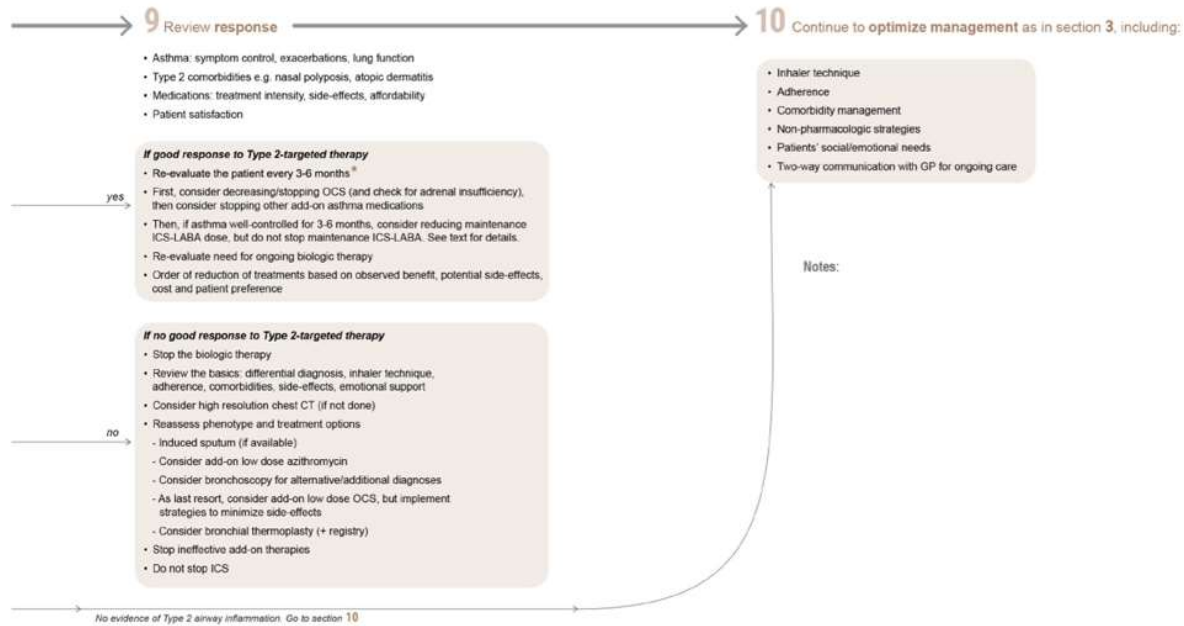 9 Review response
• Asthma: symptom control, exacerbations, lung function
• Type 2 comorbidities e.g. nasal polyposis, atopic dermatitis
• Medications: treatment intensity, side-effects, affordability
• Patient satisfaction
yes
If good response to Type 2-targeted therapy
• Re-evaluate the patient every 3-6 months*
• First, consider decreasing/stopping OCS (and check for adrenal insufficiency),
then consider stopping other add-on asthma medications
• Then, if asthma well-controlled for 3-6 months, consider reducing maintenance
ICS-LABA dose, but do not stop maintenance ICS-LABA. See text for details.
• Re-evaluate need for ongoing biologic therapy
• Order of reduction of treatments based on observed benefit, potential side-effects,
cost and patient preference
no
If no good response to Type 2-targeted therapy
• Stop the biologic therapy
• Review the basics: differential diagnosis, inhaler technique,
adherence, comorbidities, side-effects, emotional support
• Consider high resolution chest CT (if not done)
• Reassess phenotype and treatment options
- Induced sputum (if available)
- Consider add-on low dose azithromycin
- Consider bronchoscopy for alternative/additional diagnoses
- As last resort, consider add-on low dose OCS, but implement
strategies to minimize side-effects
- Consider bronchial thermoplasty (+ registry)
• Stop ineffective add-on therapies
• Do not stop ICS
No evidence of Type 2 airway inflammation. Go to section 10
10 Continue to optimize management as in section 3, including:
• Inhaler technique
• Adherence
• Comorbidity management
• Non-pharmacologic strategies
• Patients' social/emotional needs
• Two-way communication with GP for ongoing care
Notes: